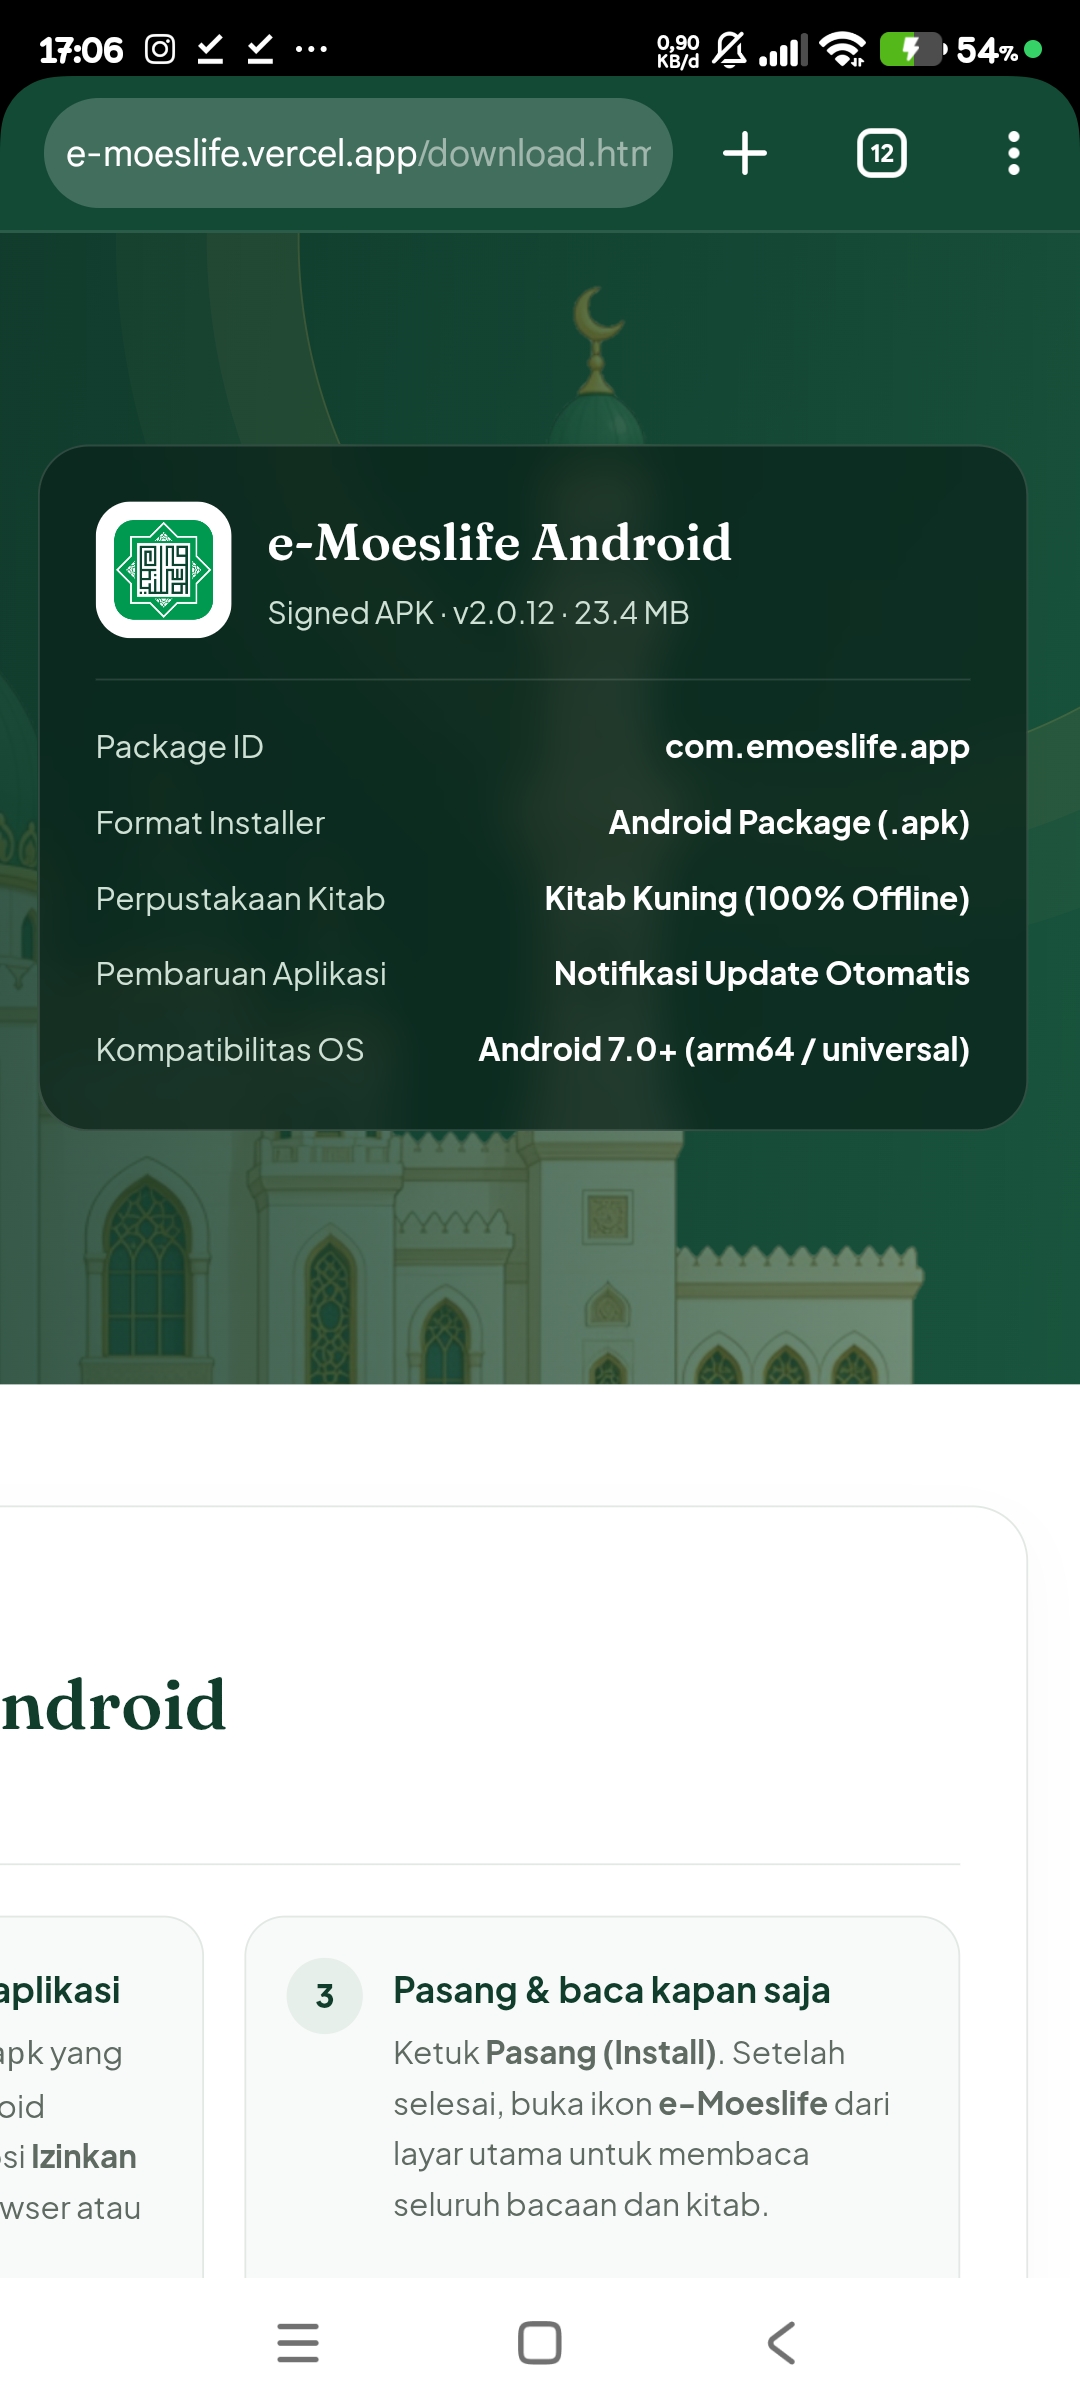 17:06
0,90
KB/d
54%
e-moeslife.vercel.app/download.htm
12
e-Moeslife Android
Signed APK · v2.0.12 · 23.4 MB
Package ID com.emoeslife.app
Format Installer Android Package (.apk)
Perpustakaan Kitab Kitab Kuning (100% Offline)
Pembaruan Aplikasi Notifikasi Update Otomatis
Kompatibilitas OS Android 7.0+ (arm64 / universal)
ndroid
aplikasi
apk yang
oid
si Izinkan
wser atau
3
Pasang & baca kapan saja
Ketuk Pasang (Install). Setelah
selesai, buka ikon e-Moeslife dari
layar utama untuk membaca
seluruh bacaan dan kitab.